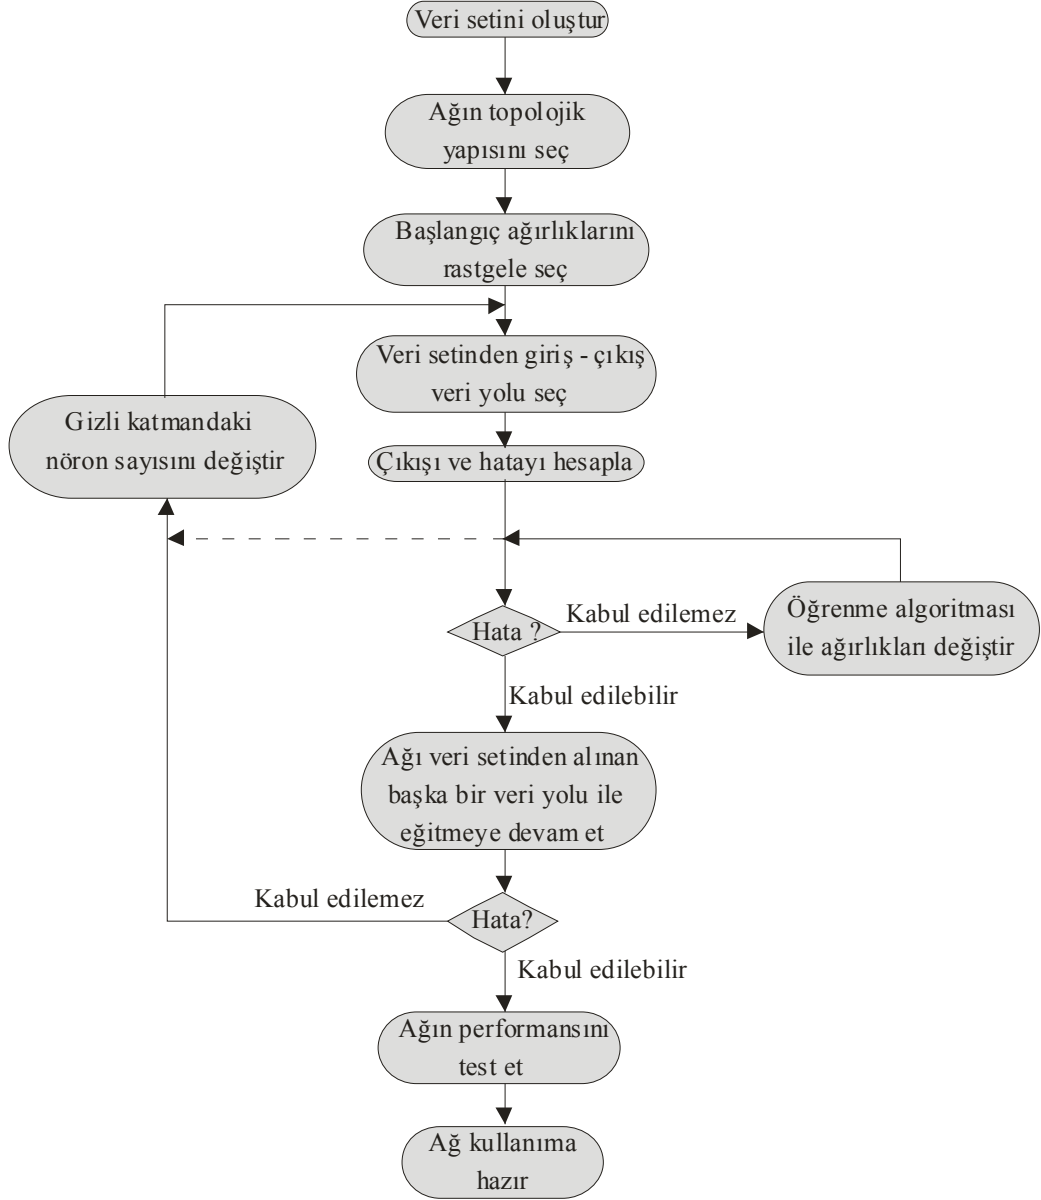 Veri setini oluştur
Ağın topolojik
yapısını seç
Başlangıç ağırlıklarını
rastgele seç
Veri setinden giriş - çıkış
veri yolu seç
Gizli katmandaki
nöron sayısını değiştir
Çıkışı ve hatayı hesapla
Hata ?
Kabul edilemez
Öğrenme algoritması
ile ağırlıkları değiştir
Kabul edilebilir
Ağı veri setinden alınan
başka bir veri yolu ile
eğitmeye devam et
Kabul edilemez
Hata?
Kabul edilebilir
Ağın performansını
test et
Ağ kullanıma
hazır